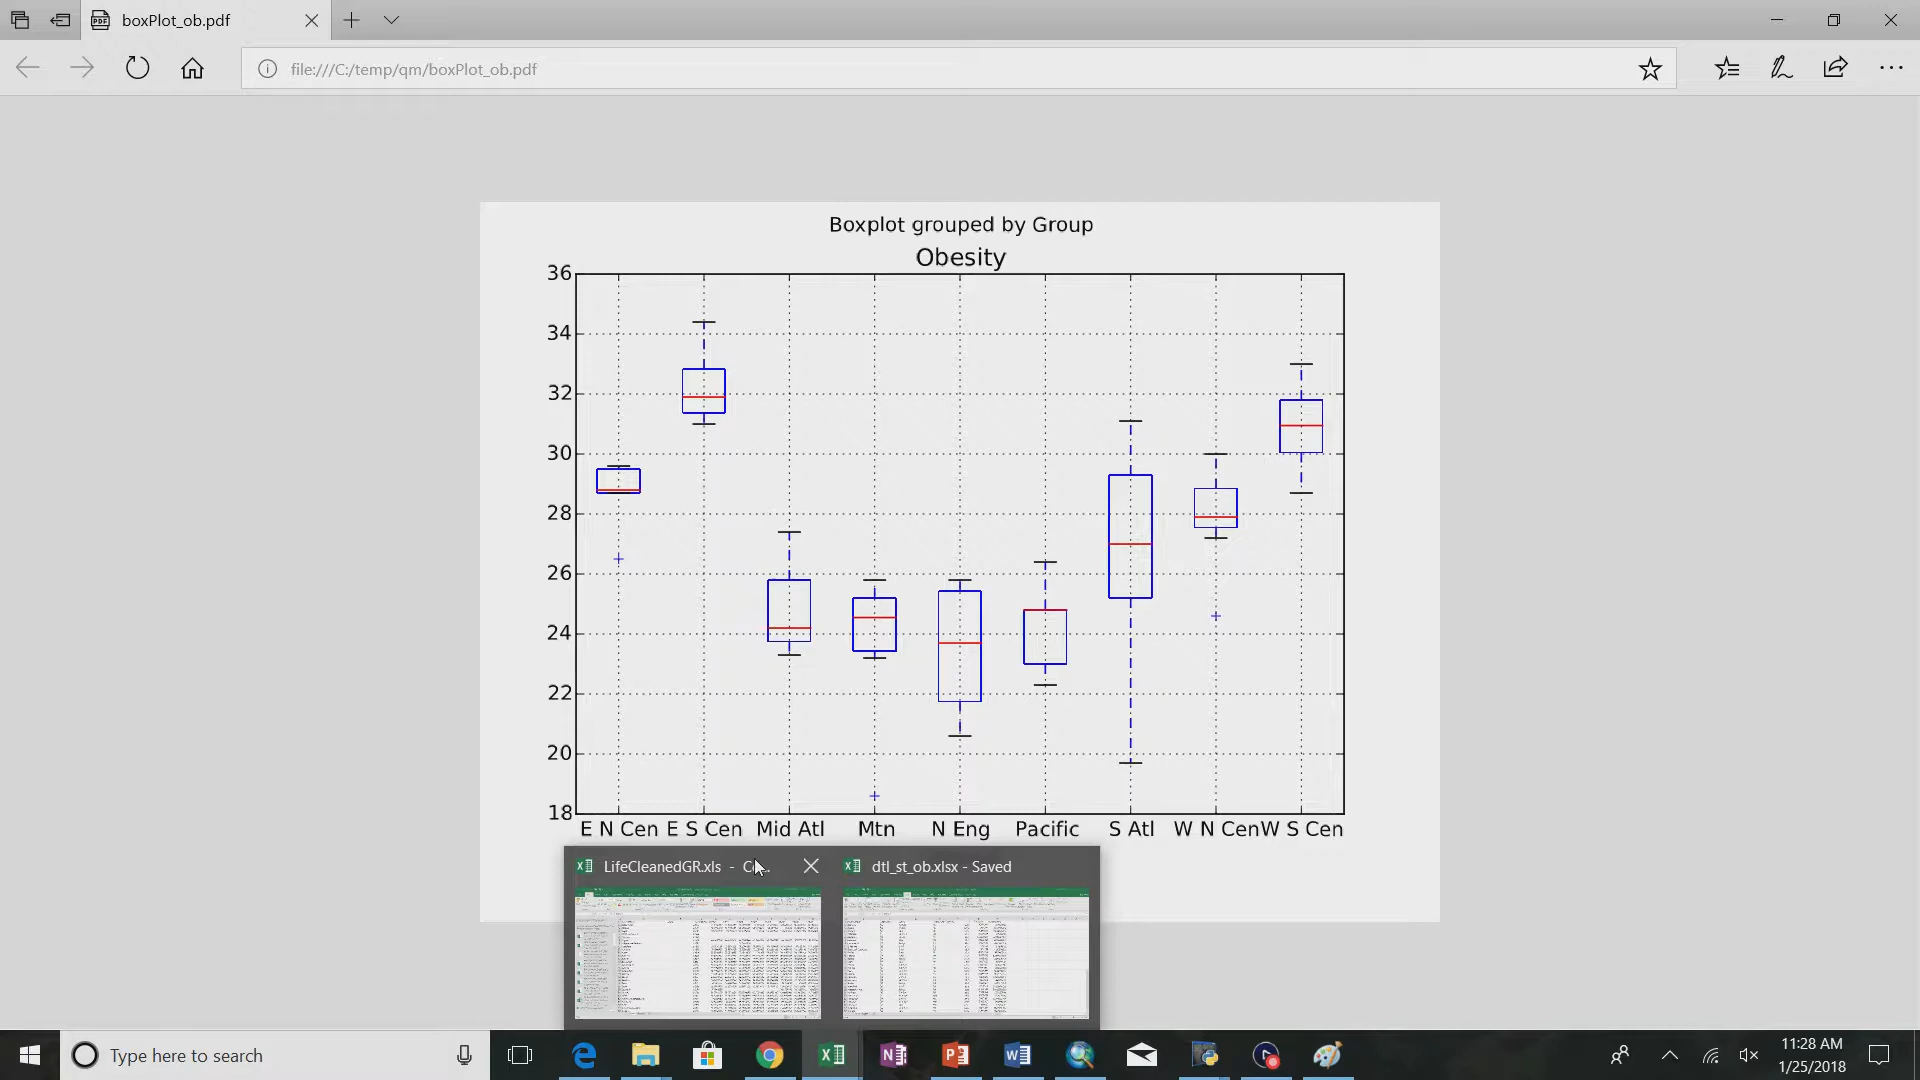 boxPlot_ob.pdf
file:///C:/temp/qm/boxPlot_ob.pdf
Boxplot grouped by Group
Obesity
36
34
32
30
28
26
24
22
20
18
E N Cen E S Cen Mid Atl Mtn N Eng Pacific S Atl W N Cen W S Cen
LifeCleanedGR.xls - C... dtl_st_ob.xlsx - Saved
Type here to search
11:28 AM
1/25/2018